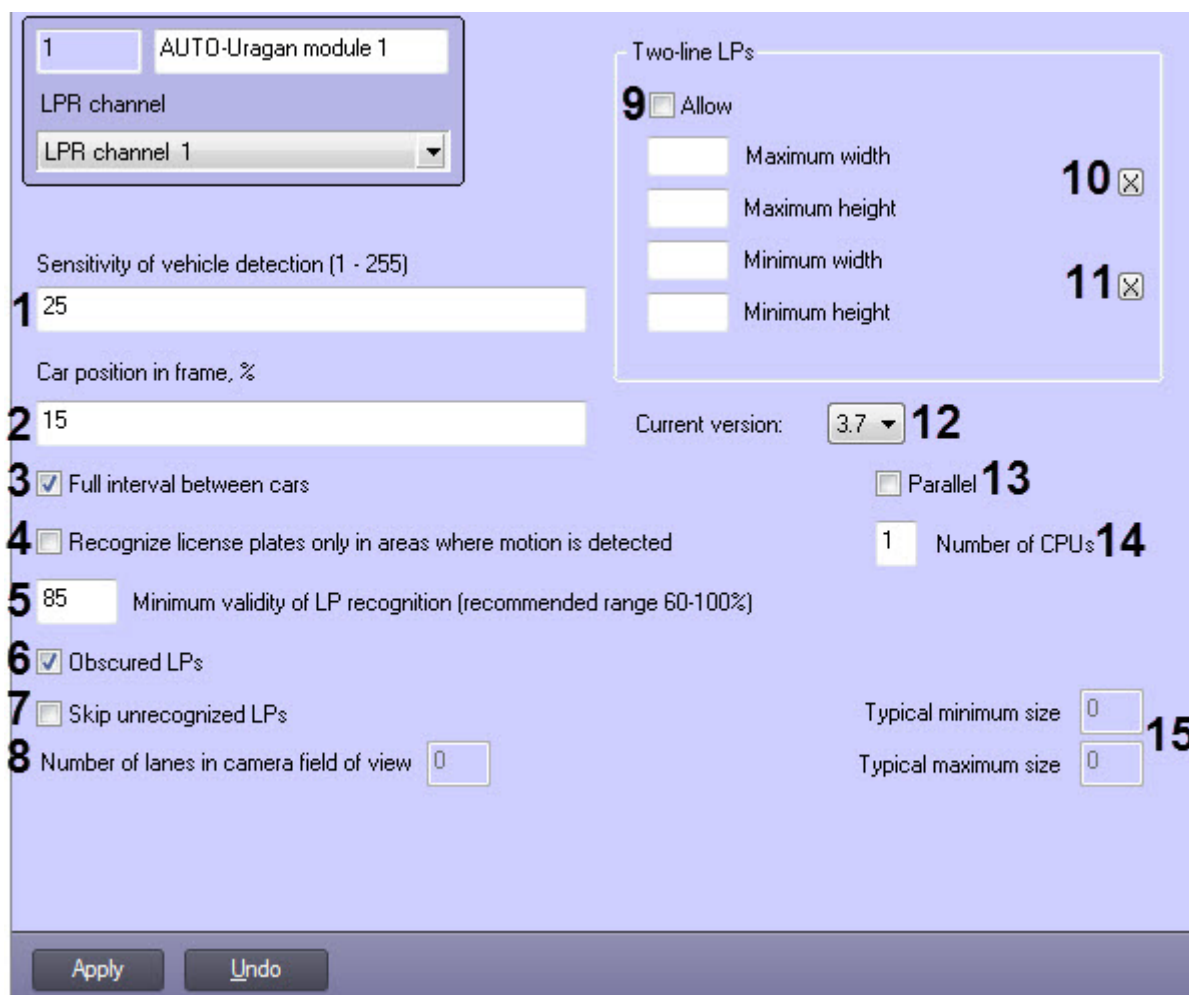 1 AUTO-Uragan module 1
LPR channel
LPR channel 1
Sensitivity of vehicle detection (1 - 255)
1 25
Car position in frame, %
2 15
3 Full interval between cars
4 Recognize license plates only in areas where motion is detected
5 85 Minimum validity of LP recognition (recommended range 60-100%)
6 Obscured LPs
7 Skip unrecognized LPs
8 Number of lanes in camera field of view 0
Two-line LPs
9 Allow
Maximum width
10 X
Maximum height
Minimum width
11 X
Minimum height
Current version: 3.7 12
Parallel 13
1 Number of CPUs 14
Typical minimum size 0
15
Typical maximum size 0
Apply Undo